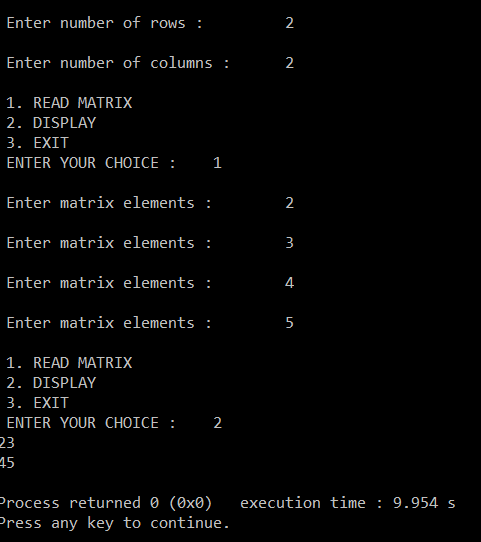 Enter number of rows : 2
Enter number of columns : 2
1. READ MATRIX
2. DISPLAY
3. EXIT
ENTER YOUR CHOICE : 1
Enter matrix elements : 2
Enter matrix elements : 3
Enter matrix elements : 4
Enter matrix elements : 5
1. READ MATRIX
2. DISPLAY
3. EXIT
ENTER YOUR CHOICE : 2
23
45
Process returned 0 (0x0) execution time : 9.954 s
Press any key to continue.